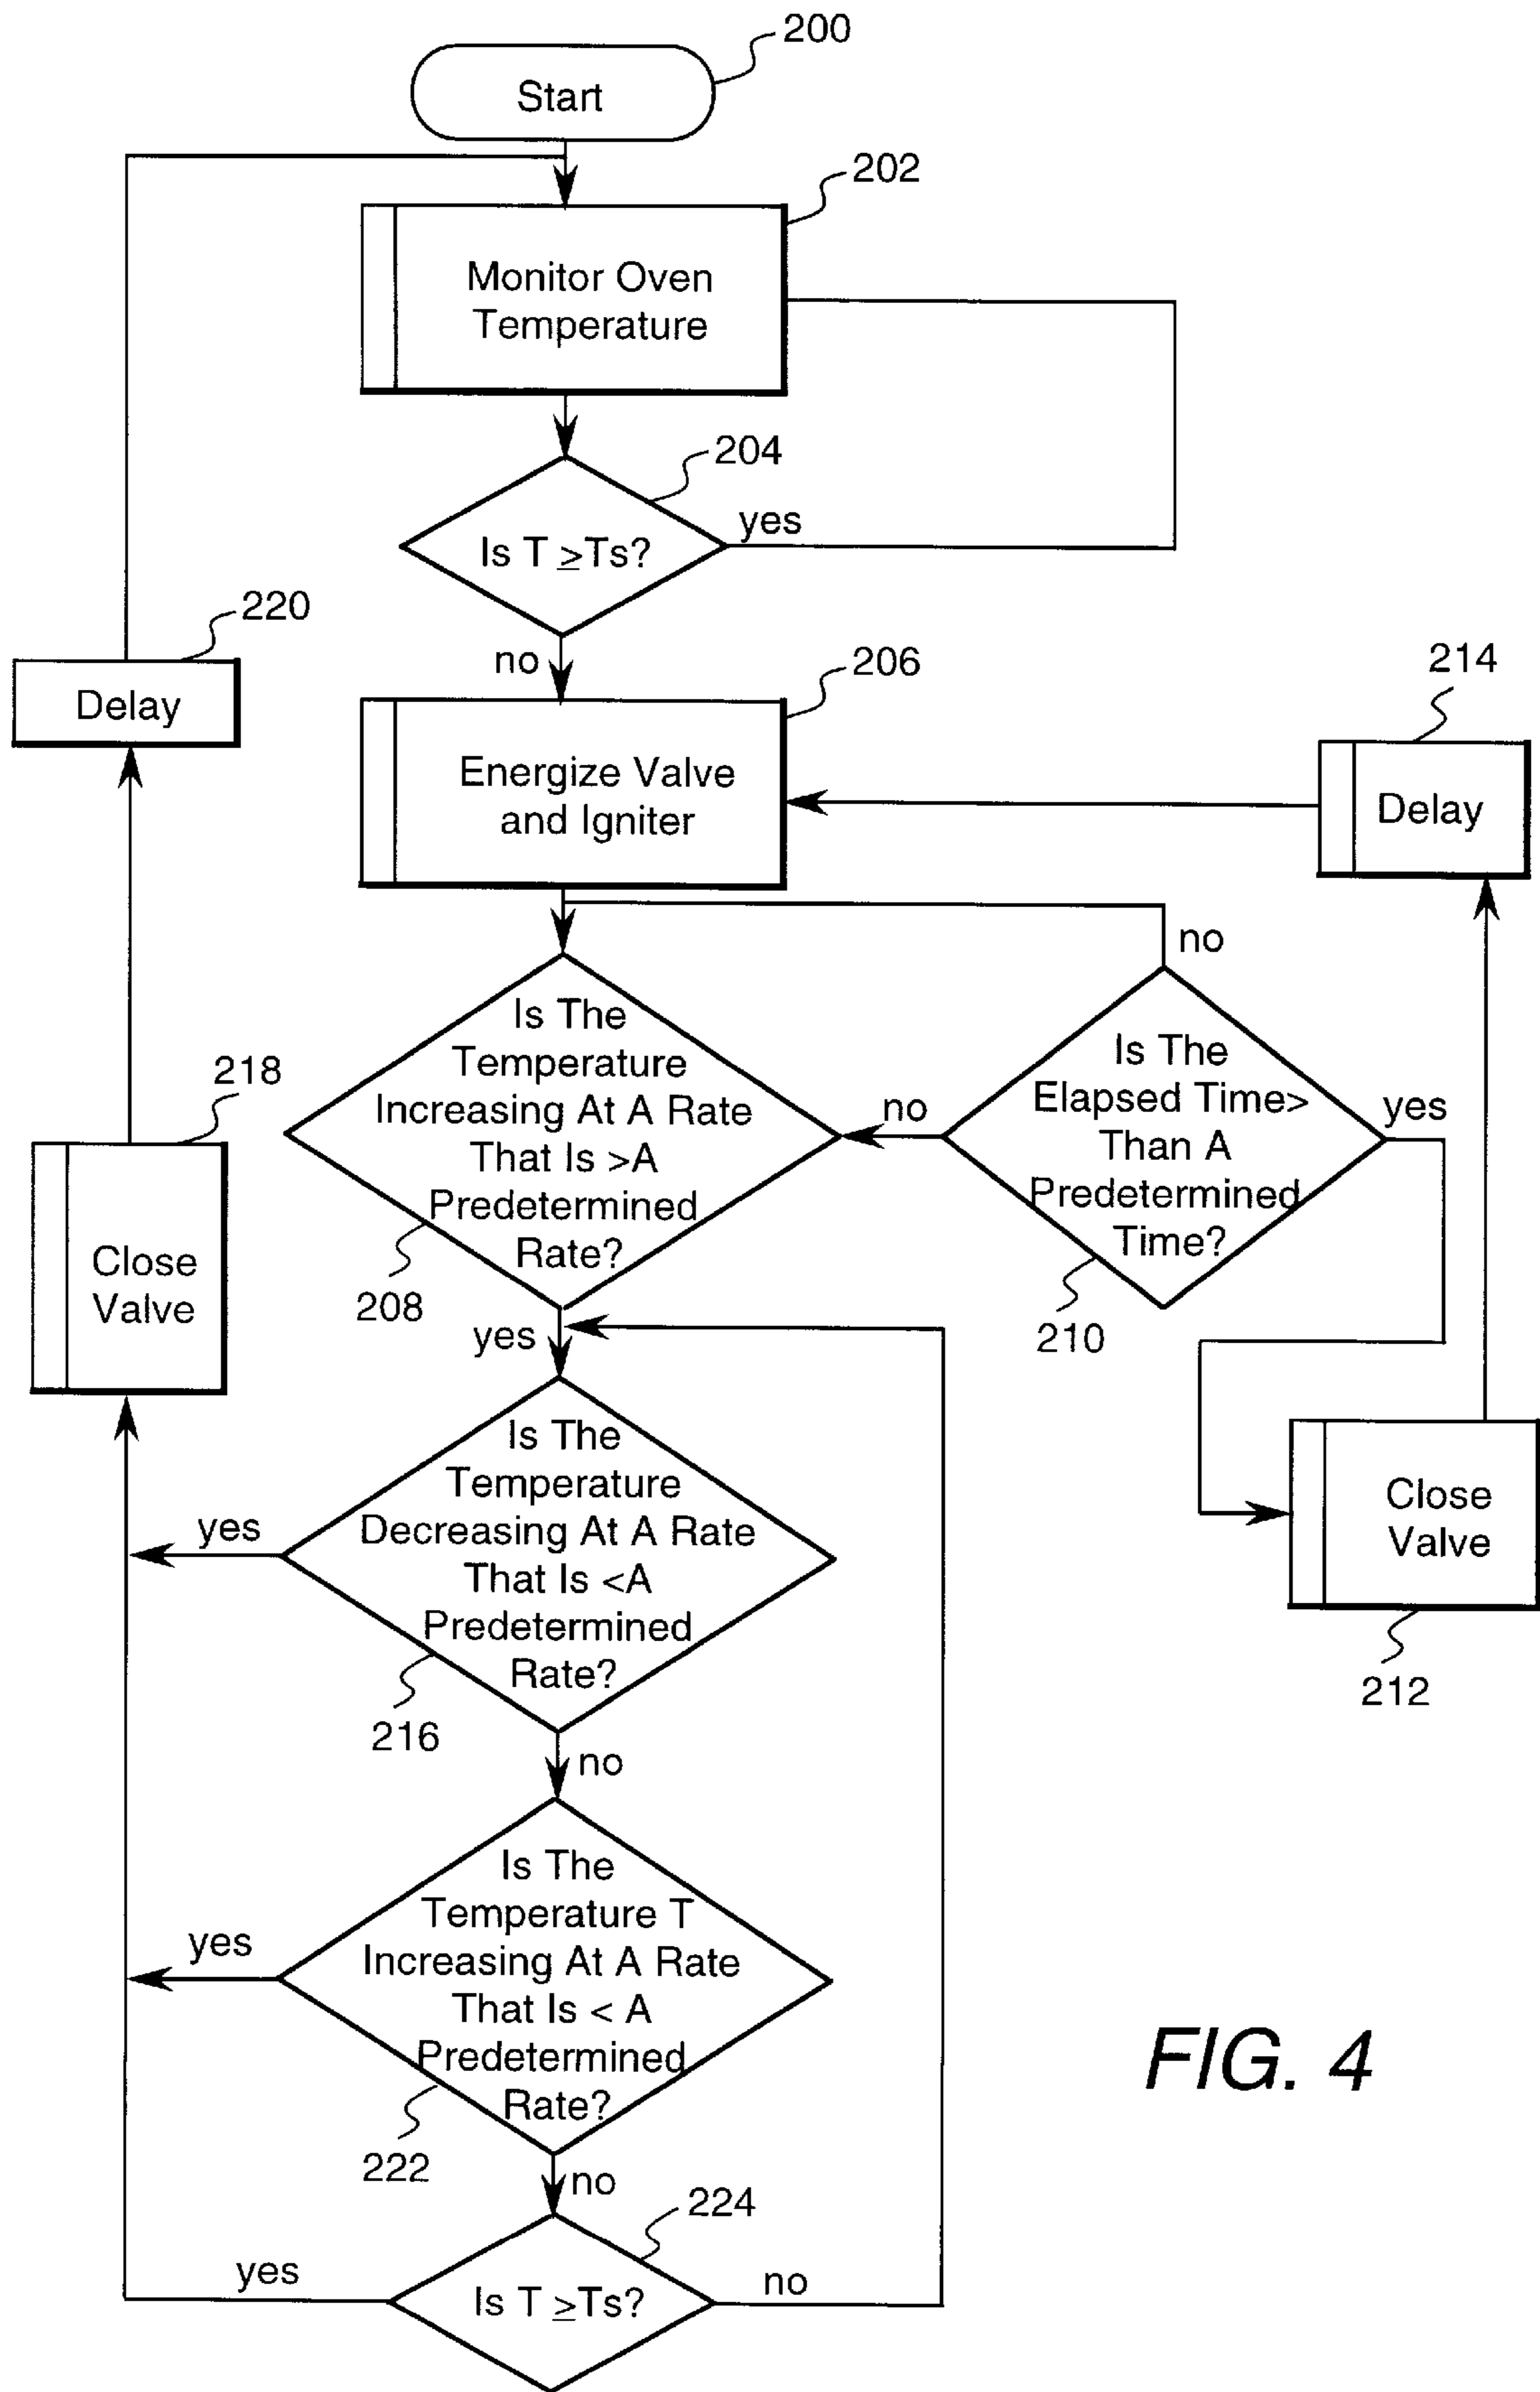 200
Start
202
Monitor Oven
Temperature
204
Is T ≥Ts?
yes
no
220
Delay
206
Energize Valve
and Igniter
214
Delay
no
Is The
Temperature
Increasing At A Rate
That Is >A
Predetermined
Rate?
208
no
Is The
Elapsed Time>
Than A
Predetermined
Time?
210
yes
218
Close
Valve
yes
Is The
Temperature
Decreasing At A Rate
That Is <A
Predetermined
Rate?
216
yes
no
Close
Valve
212
Is The
Temperature T
Increasing At A Rate
That Is < A
Predetermined
Rate?
222
yes
no
224
Is T ≥Ts?
yes
no
FIG. 4